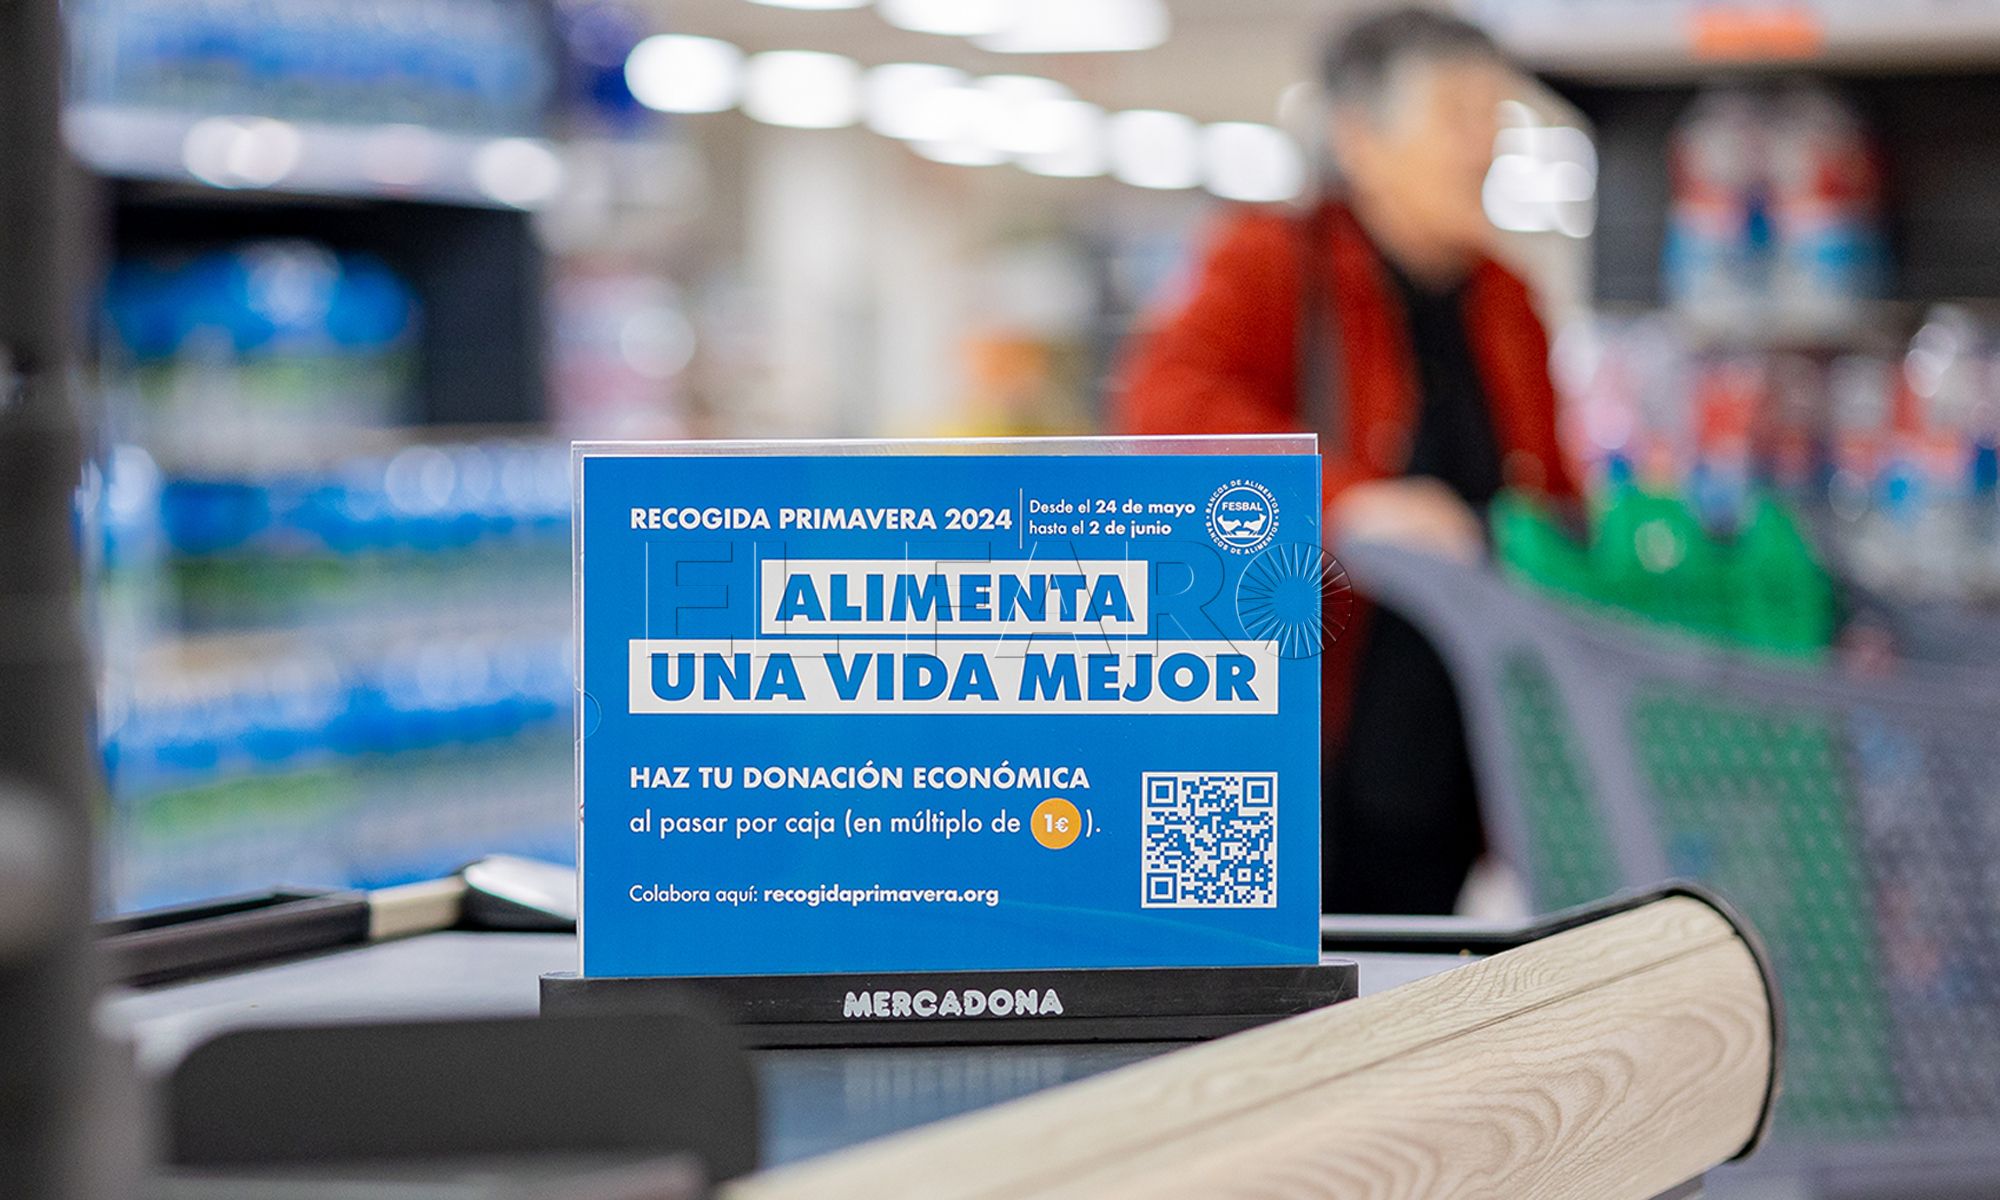 RECOGIDA PRIMAVERA 2024
Desde el 24 de mayo
hasta el 2 de junio
BANCOS DE ALIMENTOS
FESBAL
BANCOS DE ALIMENTOS
EL FARO
ALIMENTA
UNA VIDA MEJOR
HAZ TU DONACIÓN ECONÓMICA
al pasar por caja (en múltiplo de 1€).
Colabora aquí: recogidaprimavera.org
MERCADONA